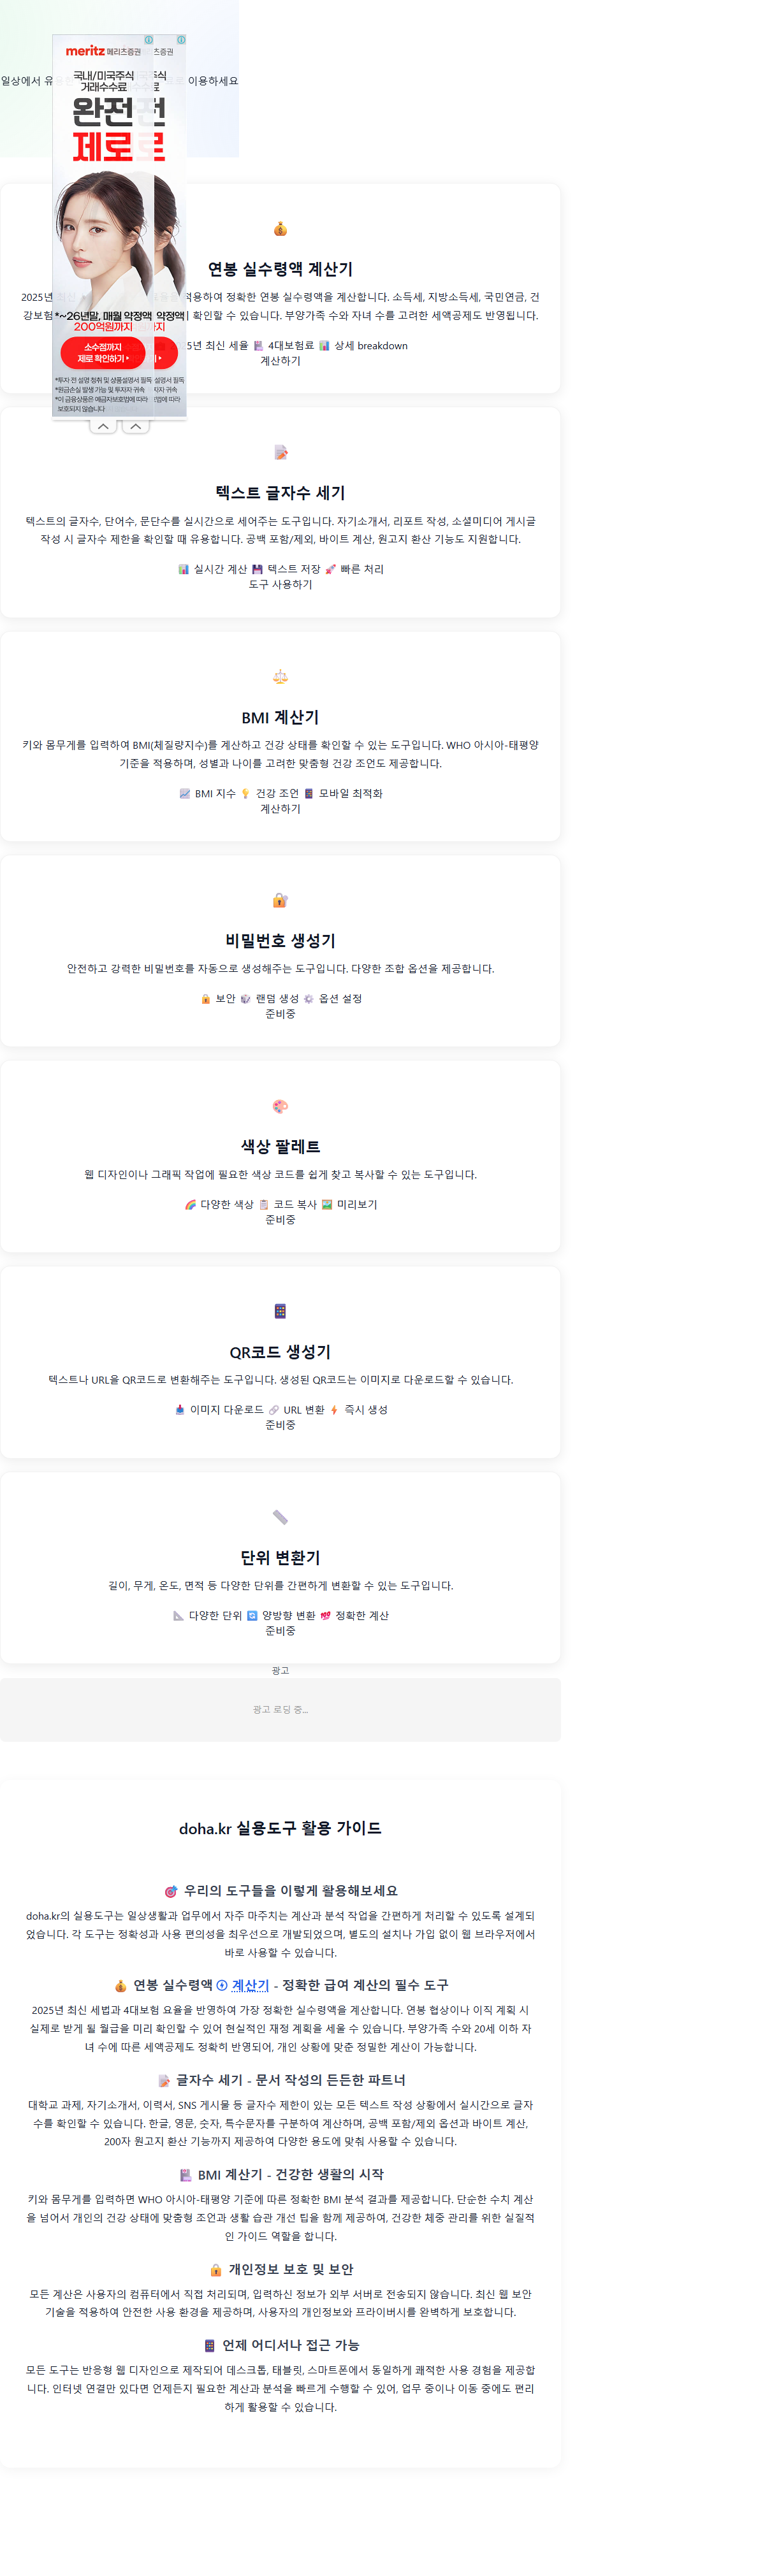 일상에서 유 이용하세요
meritz 메리츠증권 츠증권
국내/미국주식 주식
거래수수료 수료
완전 전
제로 로
*~26년말, 매월 약정액 약정액
200억원까지 까지
소수점까지
제로 확인하기
*투자 전 설명 청취 및 상품설명서 필독 설명서 필독
*원금손실 발생 가능 및 투자자 귀속 자자 귀속
*이 금융상품은 예금자보호법에 따라 법에 따라
보호되지 않습니다
연봉 실수령액 계산기
2025년 적용하여 정확한 연봉 실수령액을 계산합니다. 소득세, 지방소득세, 국민연금, 건
강보험 확인할 수 있습니다. 부양가족 수와 자녀 수를 고려한 세액공제도 반영됩니다.
5년 최신 세율 4대보험료 상세 breakdown
계산하기
텍스트 글자수 세기
텍스트의 글자수, 단어수, 문단수를 실시간으로 세어주는 도구입니다. 자기소개서, 리포트 작성, 소셜미디어 게시글
작성 시 글자수 제한을 확인할 때 유용합니다. 공백 포함/제외, 바이트 계산, 원고지 환산 기능도 지원합니다.
실시간 계산 텍스트 저장 빠른 처리
도구 사용하기
BMI 계산기
키와 몸무게를 입력하여 BMI(체질량지수)를 계산하고 건강 상태를 확인할 수 있는 도구입니다. WHO 아시아-태평양
기준을 적용하며, 성별과 나이를 고려한 맞춤형 건강 조언도 제공합니다.
BMI 지수 건강 조언 모바일 최적화
계산하기
비밀번호 생성기
안전하고 강력한 비밀번호를 자동으로 생성해주는 도구입니다. 다양한 조합 옵션을 제공합니다.
보안 랜덤 생성 옵션 설정
준비중
색상 팔레트
웹 디자인이나 그래픽 작업에 필요한 색상 코드를 쉽게 찾고 복사할 수 있는 도구입니다.
다양한 색상 코드 복사 미리보기
준비중
QR코드 생성기
텍스트나 URL을 QR코드로 변환해주는 도구입니다. 생성된 QR코드는 이미지로 다운로드할 수 있습니다.
이미지 다운로드 URL 변환 즉시 생성
준비중
단위 변환기
길이, 무게, 온도, 면적 등 다양한 단위를 간편하게 변환할 수 있는 도구입니다.
다양한 단위 양방향 변환 정확한 계산
준비중
광고
광고 로딩 중...
doha.kr 실용도구 활용 가이드
우리의 도구들을 이렇게 활용해보세요
doha.kr의 실용도구는 일상생활과 업무에서 자주 마주치는 계산과 분석 작업을 간편하게 처리할 수 있도록 설계되
었습니다. 각 도구는 정확성과 사용 편의성을 최우선으로 개발되었으며, 별도의 설치나 가입 없이 웹 브라우저에서
바로 사용할 수 있습니다.
연봉 실수령액 계산기 - 정확한 급여 계산의 필수 도구
2025년 최신 세법과 4대보험 요율을 반영하여 가장 정확한 실수령액을 계산합니다. 연봉 협상이나 이직 계획 시
실제로 받게 될 월급을 미리 확인할 수 있어 현실적인 재정 계획을 세울 수 있습니다. 부양가족 수와 20세 이하 자
녀 수에 따른 세액공제도 정확히 반영되어, 개인 상황에 맞춘 정밀한 계산이 가능합니다.
글자수 세기 - 문서 작성의 든든한 파트너
대학교 과제, 자기소개서, 이력서, SNS 게시물 등 글자수 제한이 있는 모든 텍스트 작성 상황에서 실시간으로 글자
수를 확인할 수 있습니다. 한글, 영문, 숫자, 특수문자를 구분하여 계산하며, 공백 포함/제외 옵션과 바이트 계산,
200자 원고지 환산 기능까지 제공하여 다양한 용도에 맞춰 사용할 수 있습니다.
BMI 계산기 - 건강한 생활의 시작
키와 몸무게를 입력하면 WHO 아시아-태평양 기준에 따른 정확한 BMI 분석 결과를 제공합니다. 단순한 수치 계산
을 넘어서 개인의 건강 상태에 맞춤형 조언과 생활 습관 개선 팁을 함께 제공하여, 건강한 체중 관리를 위한 실질적
인 가이드 역할을 합니다.
개인정보 보호 및 보안
모든 계산은 사용자의 컴퓨터에서 직접 처리되며, 입력하신 정보가 외부 서버로 전송되지 않습니다. 최신 웹 보안
기술을 적용하여 안전한 사용 환경을 제공하며, 사용자의 개인정보와 프라이버시를 완벽하게 보호합니다.
언제 어디서나 접근 가능
모든 도구는 반응형 웹 디자인으로 제작되어 데스크톱, 태블릿, 스마트폰에서 동일하게 쾌적한 사용 경험을 제공합
니다. 인터넷 연결만 있다면 언제든지 필요한 계산과 분석을 빠르게 수행할 수 있어, 업무 중이나 이동 중에도 편리
하게 활용할 수 있습니다.